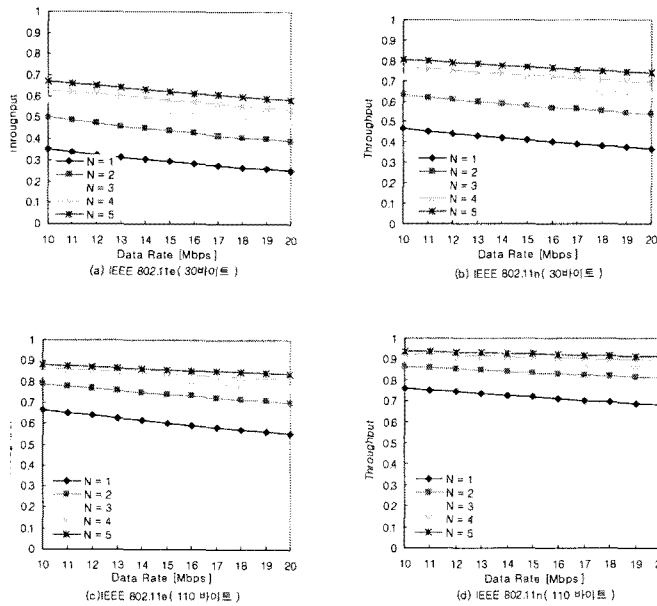 1
0.9
0.8
0.7
0.6
0.5
0.4
0.3
0.2
0.1
0
N = 1
N = 2
N = 3
N = 4
N = 5
10 11 12 13 14 15 16 17 18 19 20
Data Rate [Mbps]
(a) IEEE 802.11e( 30바이트 )
Throughput
1
0.9
0.8
0.7
0.6
0.5
0.4
0.3
0.2
0.1
0
N = 1
N = 2
N = 3
N = 4
N = 5
10 11 12 13 14 15 16 17 18 19 20
Data Rate [Mbps]
(b) IEEE 802.11n( 30바이트 )
1
0.9
0.8
0.7
0.6
0.5
0.4
0.3
0.2
0.1
0
N = 1
N = 2
N = 3
N = 4
N = 5
10 11 12 13 14 15 16 17 18 19 20
Data Rate [Mbps]
(c)IEEE 802.11e( 110 바이트 )
Throughput
1
0.9
0.8
0.7
0.6
0.5
0.4
0.3
0.2
0.1
0
N = 1
N = 2
N = 3
N = 4
N = 5
10 11 12 13 14 15 16 17 18 19 20
Data Rate [Mbps]
(d) IEEE 802.11n( 110 바이트 )